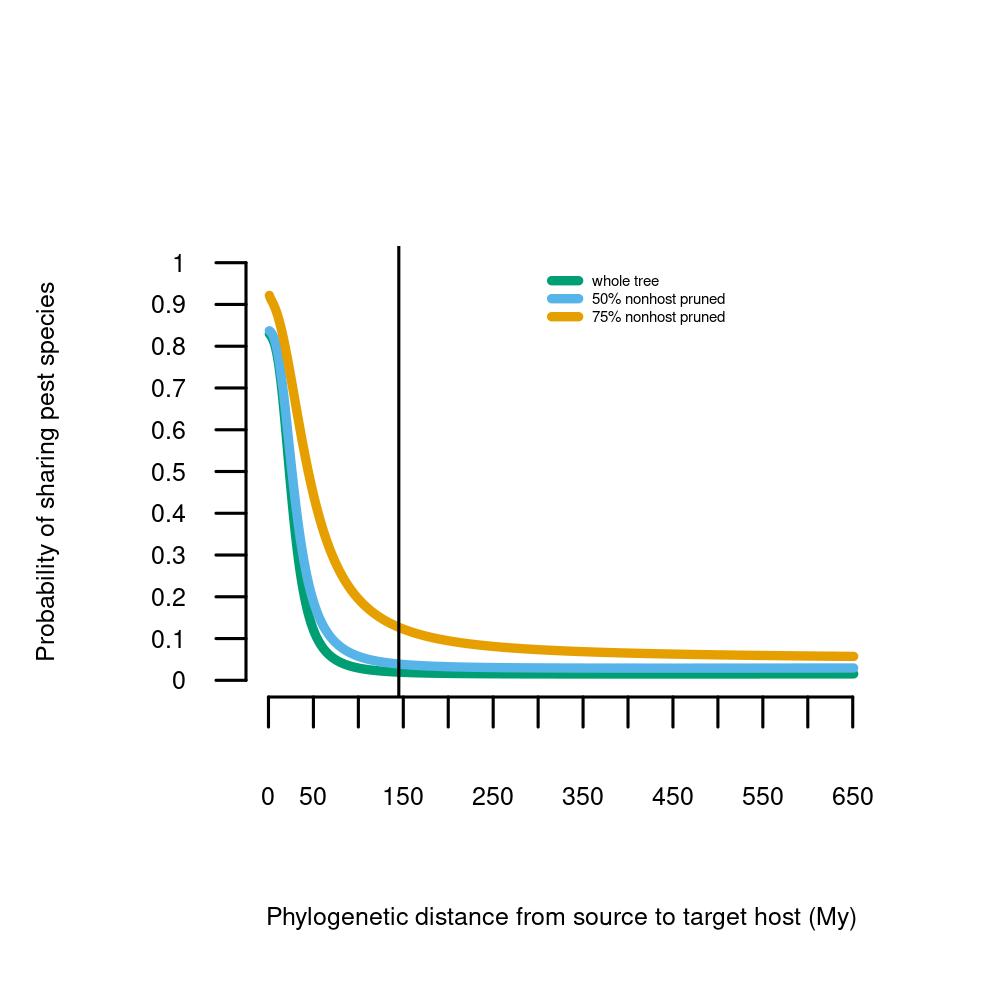 Probability of sharing pest species
1
0.9
0.8
0.7
0.6
0.5
0.4
0.3
0.2
0.1
0
whole tree
50% nonhost pruned
75% nonhost pruned
0 50 150 250 350 450 550 650
Phylogenetic distance from source to target host (My)